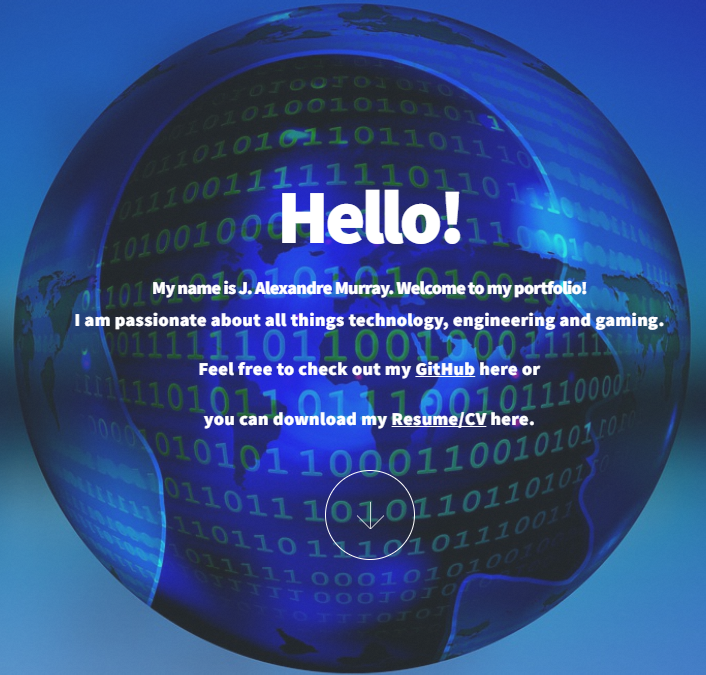 Hello!
My name is J. Alexandre Murray. Welcome to my portfolio!
I am passionate about all things technology, engineering and gaming.
Feel free to check out my GitHub here or
you can download my Resume/CV here.